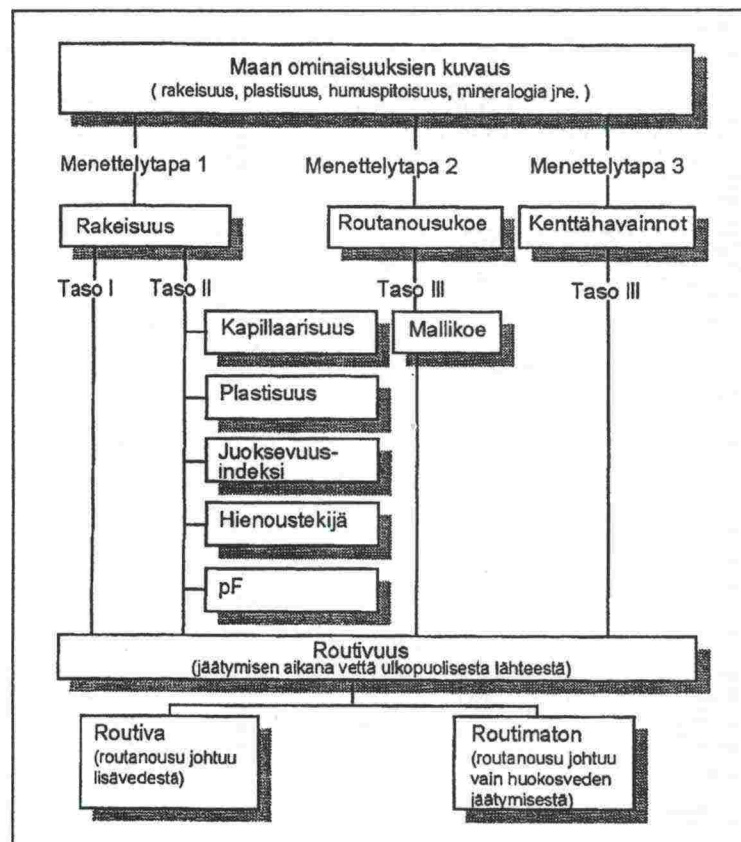 Maan ominaisuuksien kuvaus
( rakeisuus, plastisuus, humuspitoisuus, mineralogia jne. )
Menettelytapa 1
Menettelytapa 2
Menettelytapa 3
Rakeisuus
Routanousukoe
Kenttähavainnot
Taso I
Taso II
Taso III
Taso III
Kapillaarisuus
Mallikoe
Plastisuus
Juoksevuus-
indeksi
Hienoustekijä
pF
Routivuus
(jäätymisen aikana vettä ulkopuolisesta lähteestä)
Routiva
(routanousu johtuu
lisävedestä)
Routimaton
(routanousu johtuu
vain huokosveden
jäätymisestä)